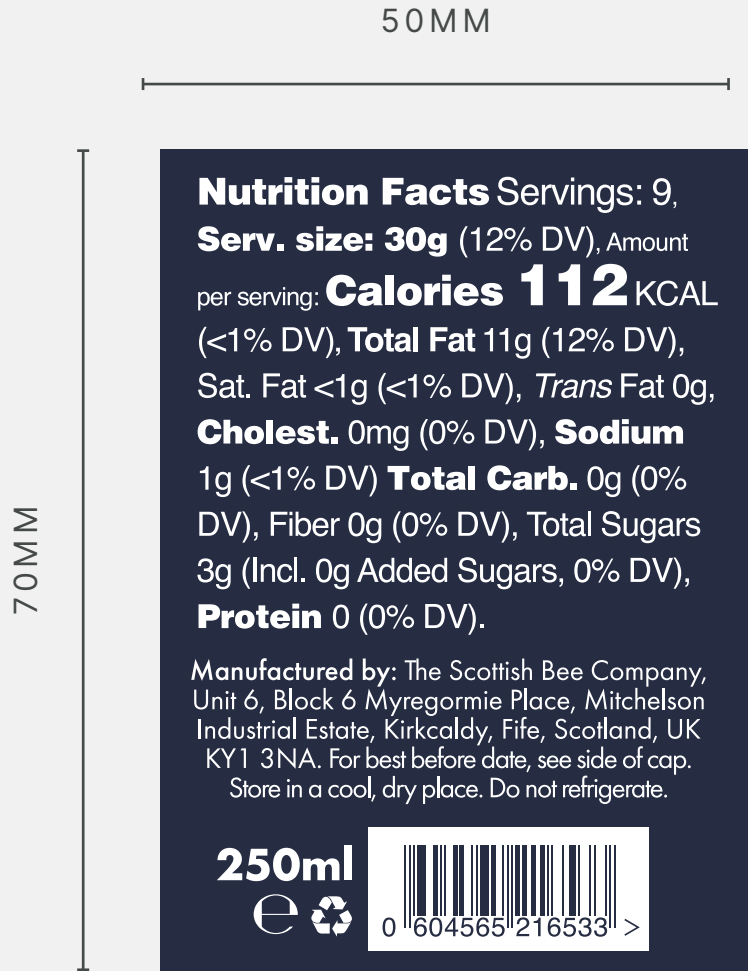 50MM
70MM
Nutrition Facts Servings: 9,
Serv. size: 30g (12% DV), Amount
per serving: Calories 112 KCAL
(<1% DV), Total Fat 11g (12% DV),
Sat. Fat <1g (<1% DV), Trans Fat 0g,
Cholest. 0mg (0% DV), Sodium
1g (<1% DV) Total Carb. 0g (0%
DV), Fiber 0g (0% DV), Total Sugars
3g (Incl. 0g Added Sugars, 0% DV),
Protein 0 (0% DV).
Manufactured by: The Scottish Bee Company,
Unit 6, Block 6 Myregormie Place, Mitchelson
Industrial Estate, Kirkcaldy, Fife, Scotland, UK
KY1 3NA. For best before date, see side of cap.
Store in a cool, dry place. Do not refrigerate.
250ml
℮
0 604565 216533 >